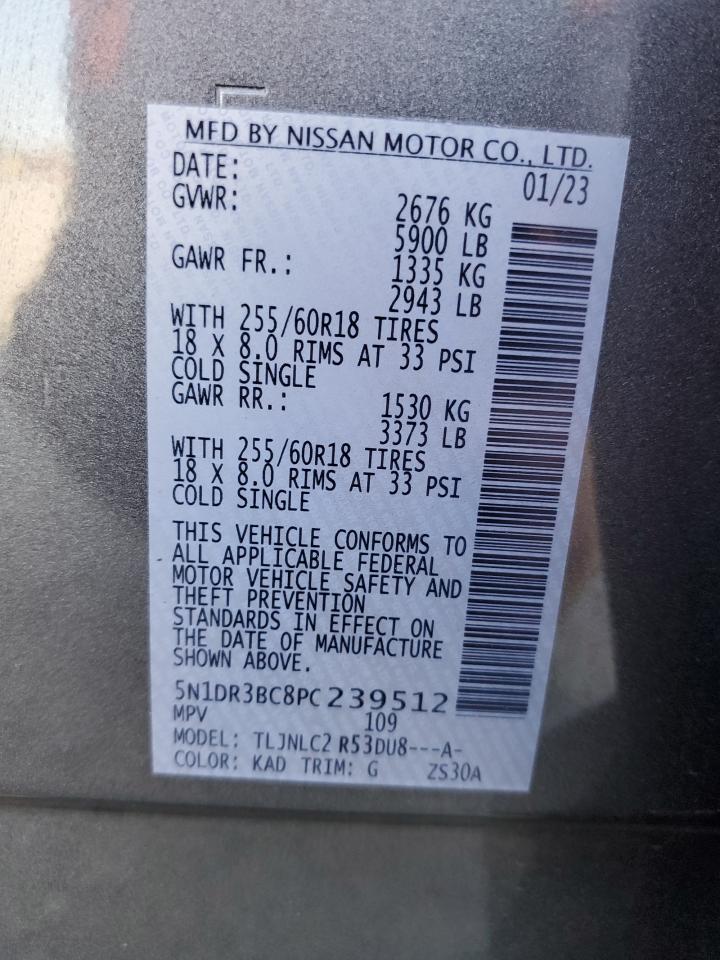 MFD BY NISSAN MOTOR CO., LTD.
DATE: 01/23
GVWR: 2676 KG
5900 LB
GAWR FR.: 1335 KG
2943 LB
WITH 255/60R18 TIRES
18 X 8.0 RIMS AT 33 PSI
COLD SINGLE
GAWR RR.: 1530 KG
3373 LB
WITH 255/60R18 TIRES
18 X 8.0 RIMS AT 33 PSI
COLD SINGLE
THIS VEHICLE CONFORMS TO
ALL APPLICABLE FEDERAL
MOTOR VEHICLE SAFETY AND
THEFT PREVENTION
STANDARDS IN EFFECT ON
THE DATE OF MANUFACTURE
SHOWN ABOVE.
5N1DR3BC8PC239512
MPV 109
MODEL: TLJNLC2 R53DU8---A-
COLOR: KAD TRIM: G ZS30A